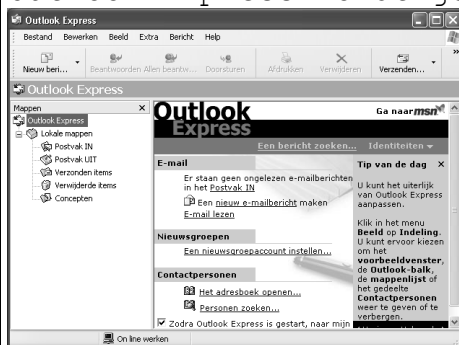 Outlook Express
Bestand Bewerken Beeld Extra Bericht Help
Nieuw beri... Beantwoorden Allen beantw... Doorsturen Afdrukken Verwijderen Verzenden...
Outlook Express
Mappen
Outlook Express
Lokale mappen
Postvak IN
Postvak UIT
Verzonden items
Verwijderde items
Concepten
Outlook
Express
Ga naar msn
Een bericht zoeken... Identiteiten
E-mail
Er staan geen ongelezen e-mailberichten
in het Postvak IN
Een nieuw e-mailbericht maken
E-mail lezen
Nieuwsgroepen
Een nieuwsgroepaccount instellen...
Contactpersonen
Het adresboek openen...
Personen zoeken...
Zodra Outlook Express is gestart, naar mijn
Tip van de dag
U kunt het uiterlijk
van Outlook Express
aanpassen.
Klik in het menu
Beeld op Indeling.
U kunt ervoor kiezen
om het
voorbeeldvenster,
de Outlook-balk,
de mappenlijst of
het gedeelte
Contactpersonen
weer te geven of te
verbergen.
On line werken